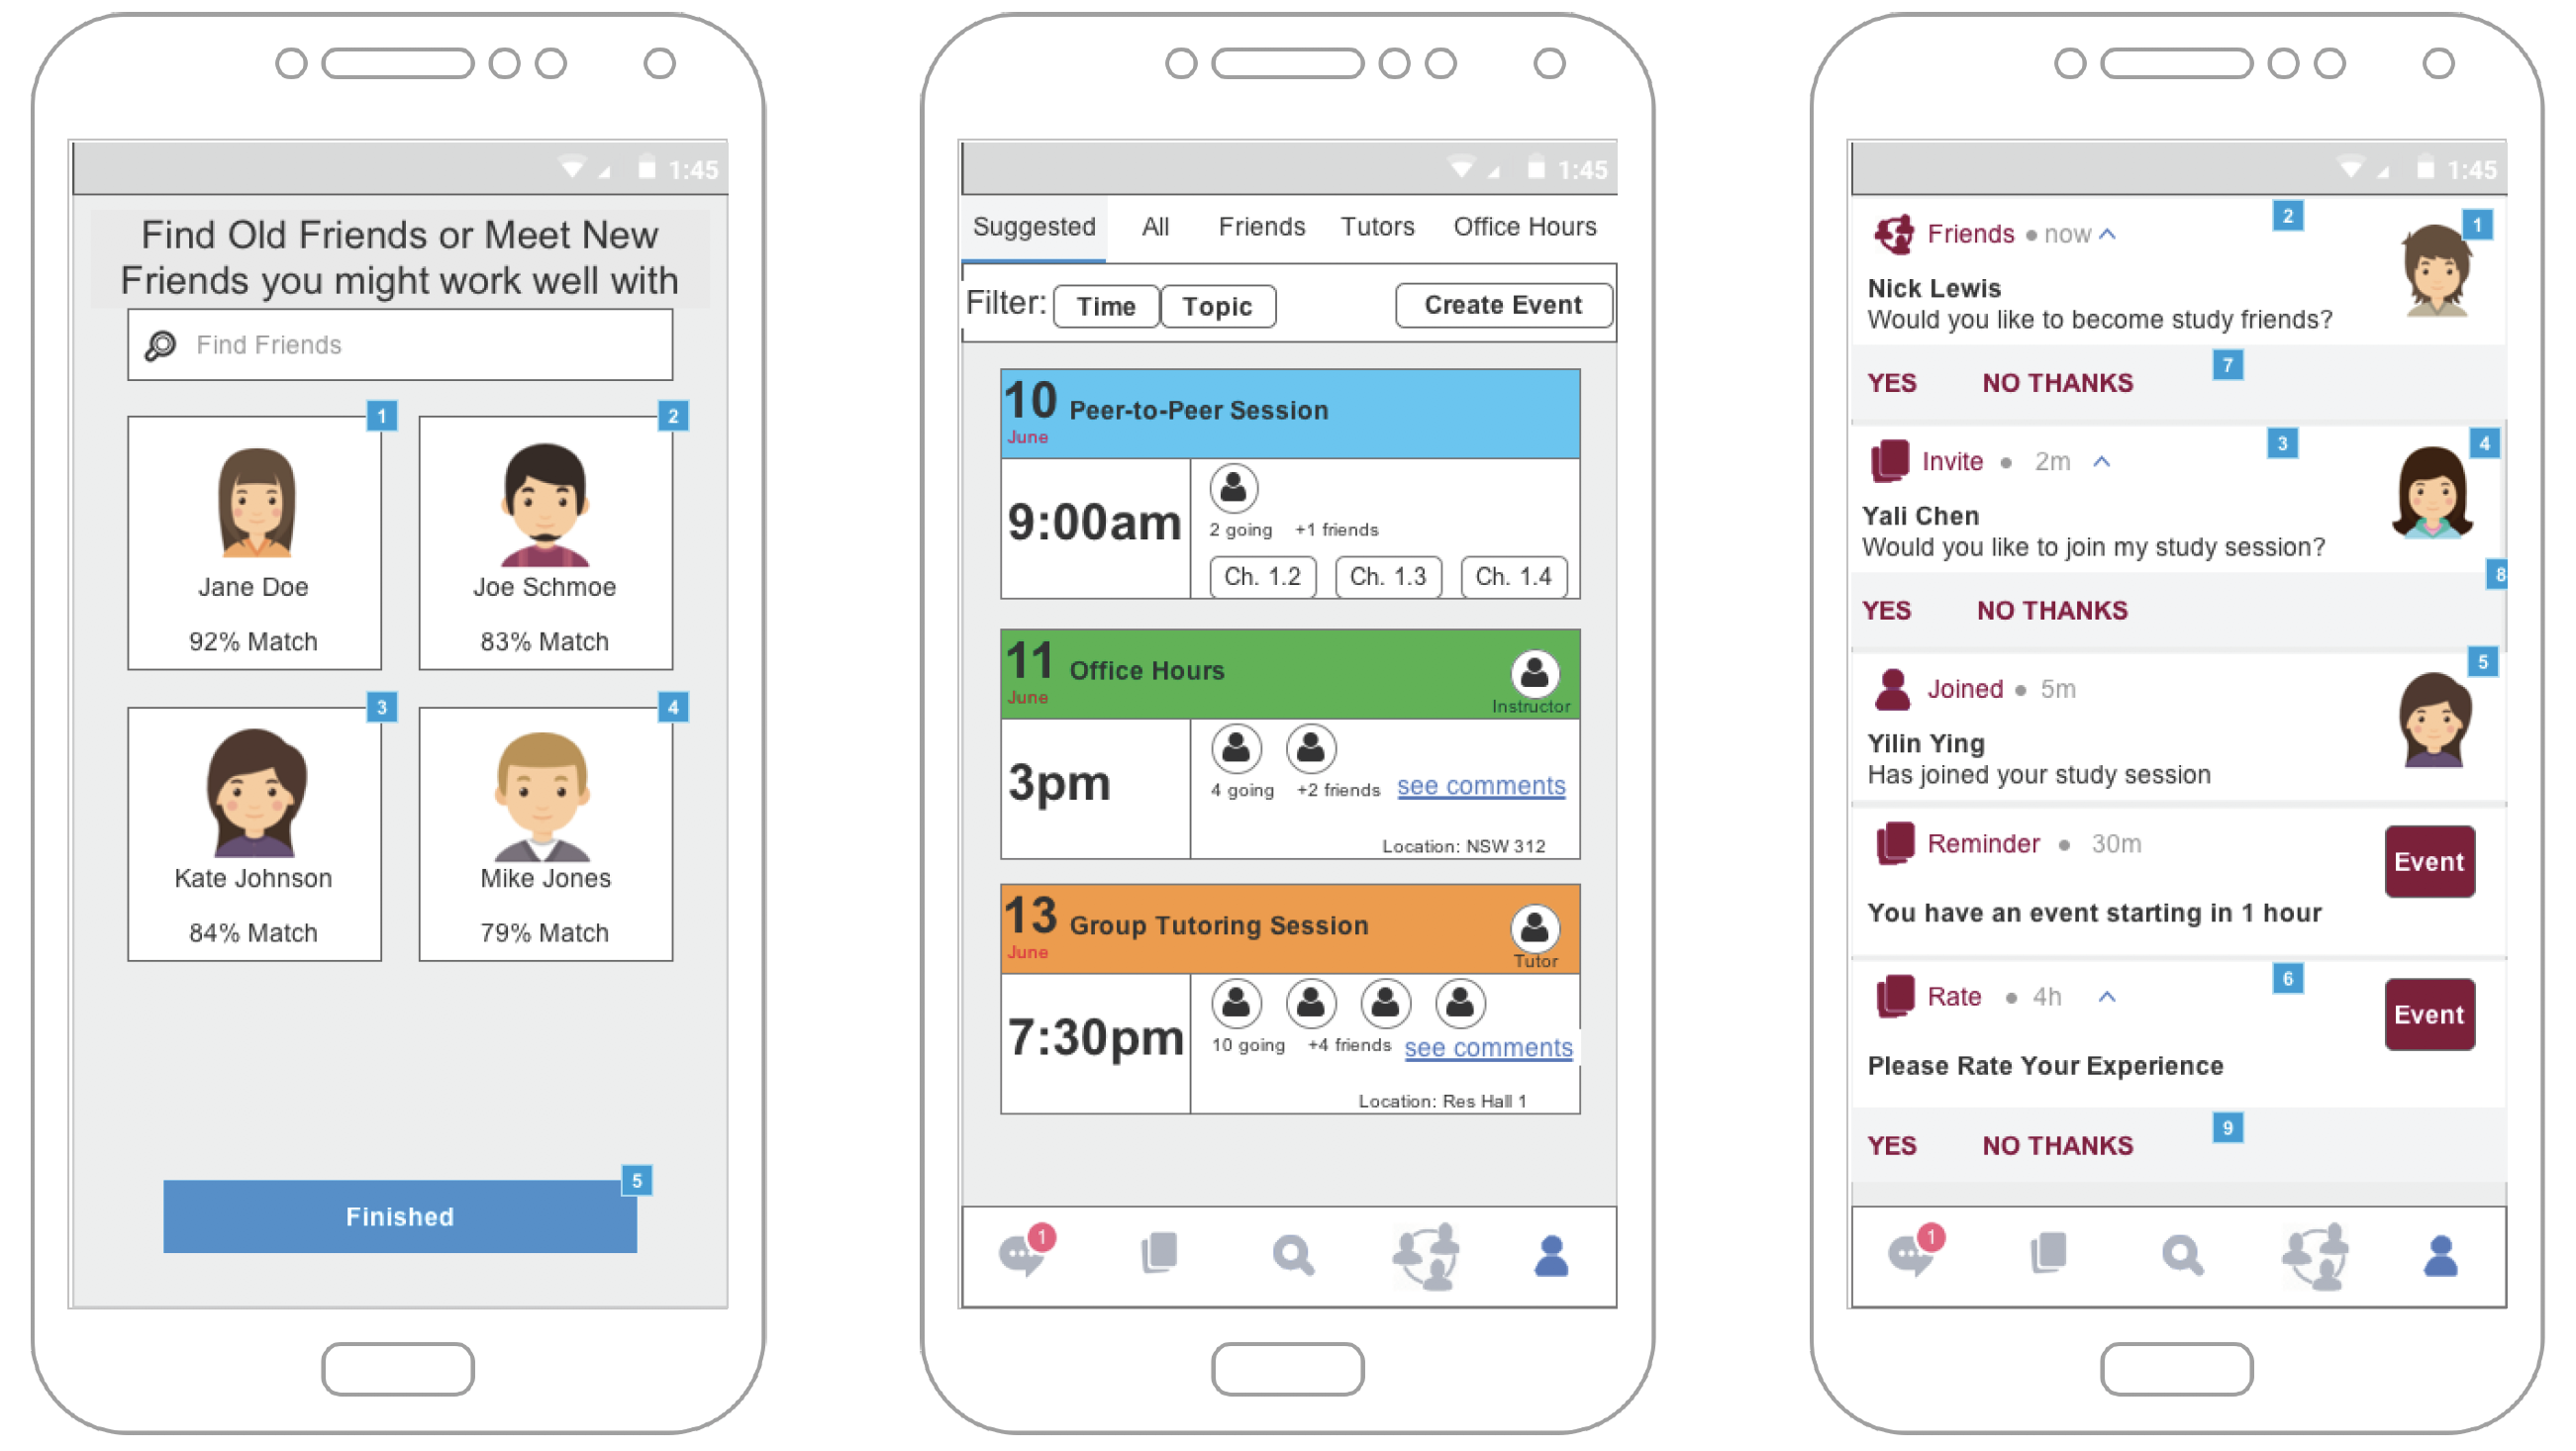 1:45
Find Old Friends or Meet New
Friends you might work well with
Find Friends
1
2
Jane Doe
Joe Schmoe
92% Match
83% Match
3
4
Kate Johnson
Mike Jones
84% Match
79% Match
5
Finished
1:45
Suggested All Friends Tutors Office Hours
Filter: Time Topic Create Event
10 Peer-to-Peer Session
June
9:00am
2 going +1 friends
Ch. 1.2 Ch. 1.3 Ch. 1.4
11 Office Hours
June
Instructor
3pm
4 going +2 friends see comments
Location: NSW 312
13 Group Tutoring Session
June
Tutor
7:30pm
10 going +4 friends see comments
Location: Res Hall 1
1
1:45
Friends • now 2 1
Nick Lewis
Would you like to become study friends?
YES NO THANKS 7
Invite • 2m 3 4
Yali Chen
Would you like to join my study session?
8
YES NO THANKS
5
Joined • 5m
Yilin Ying
Has joined your study session
Reminder • 30m
Event
You have an event starting in 1 hour
6
Rate • 4h
Event
Please Rate Your Experience
YES NO THANKS 9
1